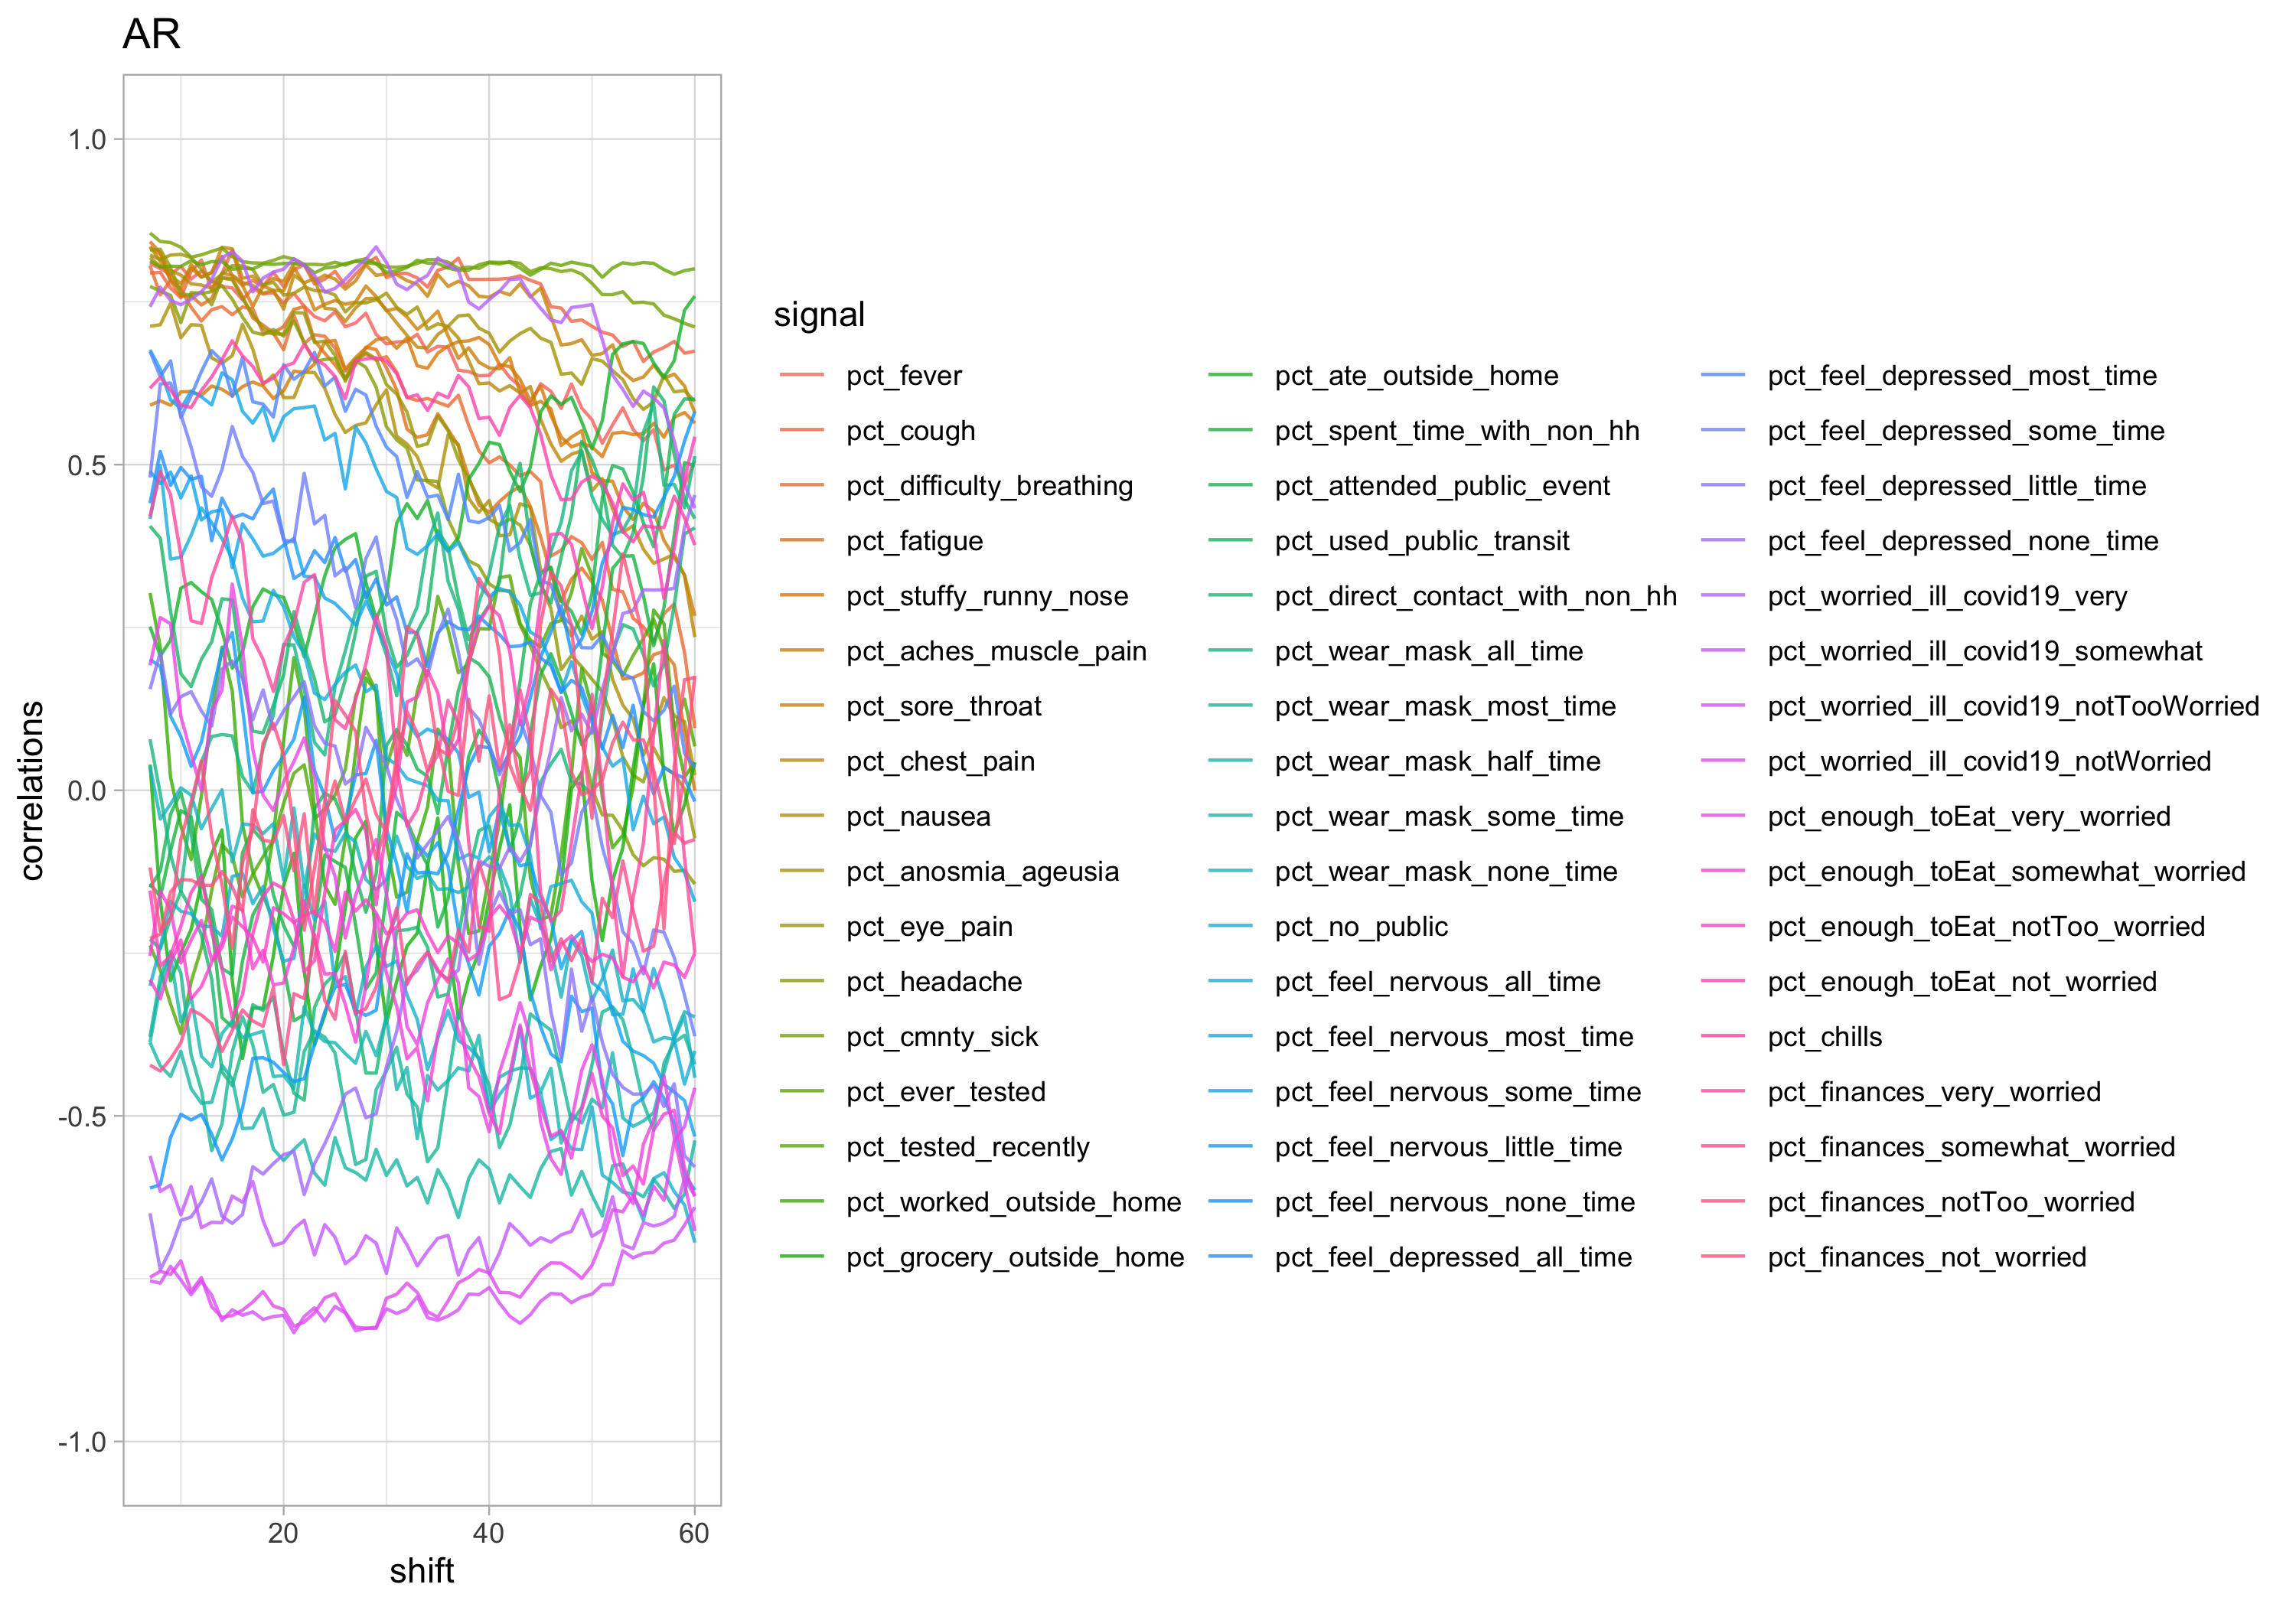 AR
1.0
0.5
0.0
-0.5
-1.0
correlations
20 40 60
shift
signal
pct_fever
pct_cough
pct_difficulty_breathing
pct_fatigue
pct_stuffy_runny_nose
pct_aches_muscle_pain
pct_sore_throat
pct_chest_pain
pct_nausea
pct_anosmia_ageusia
pct_eye_pain
pct_headache
pct_cmnty_sick
pct_ever_tested
pct_tested_recently
pct_worked_outside_home
pct_grocery_outside_home
pct_ate_outside_home
pct_spent_time_with_non_hh
pct_attended_public_event
pct_used_public_transit
pct_direct_contact_with_non_hh
pct_wear_mask_all_time
pct_wear_mask_most_time
pct_wear_mask_half_time
pct_wear_mask_some_time
pct_wear_mask_none_time
pct_no_public
pct_feel_nervous_all_time
pct_feel_nervous_most_time
pct_feel_nervous_some_time
pct_feel_nervous_little_time
pct_feel_nervous_none_time
pct_feel_depressed_all_time
pct_feel_depressed_most_time
pct_feel_depressed_some_time
pct_feel_depressed_little_time
pct_feel_depressed_none_time
pct_worried_ill_covid19_very
pct_worried_ill_covid19_somewhat
pct_worried_ill_covid19_notTooWorried
pct_worried_ill_covid19_notWorried
pct_enough_toEat_very_worried
pct_enough_toEat_somewhat_worried
pct_enough_toEat_notToo_worried
pct_enough_toEat_not_worried
pct_chills
pct_finances_very_worried
pct_finances_somewhat_worried
pct_finances_notToo_worried
pct_finances_not_worried